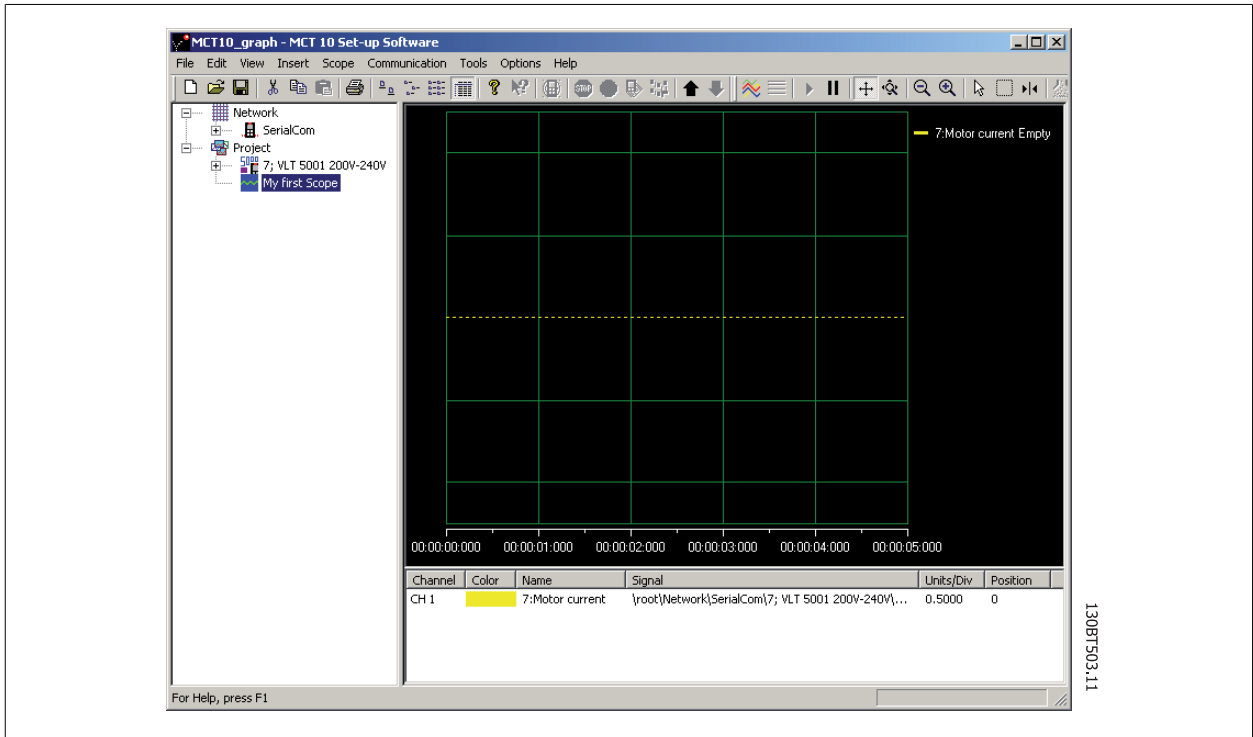 MCT10_graph - MCT 10 Set-up Software
File Edit View Insert Scope Communication Tools Options Help
STOP
Network
SerialCom
Project
5000
7; VLT 5001 200V-240V
My first Scope
7:Motor current Empty
00:00:00:000 00:00:01:000 00:00:02:000 00:00:03:000 00:00:04:000 00:00:05:000
Channel Color Name Signal Units/Div Position
CH 1 7:Motor current \root\Network\SerialCom\7; VLT 5001 200V-240V\... 0.5000 0
For Help, press F1
130BT503.11